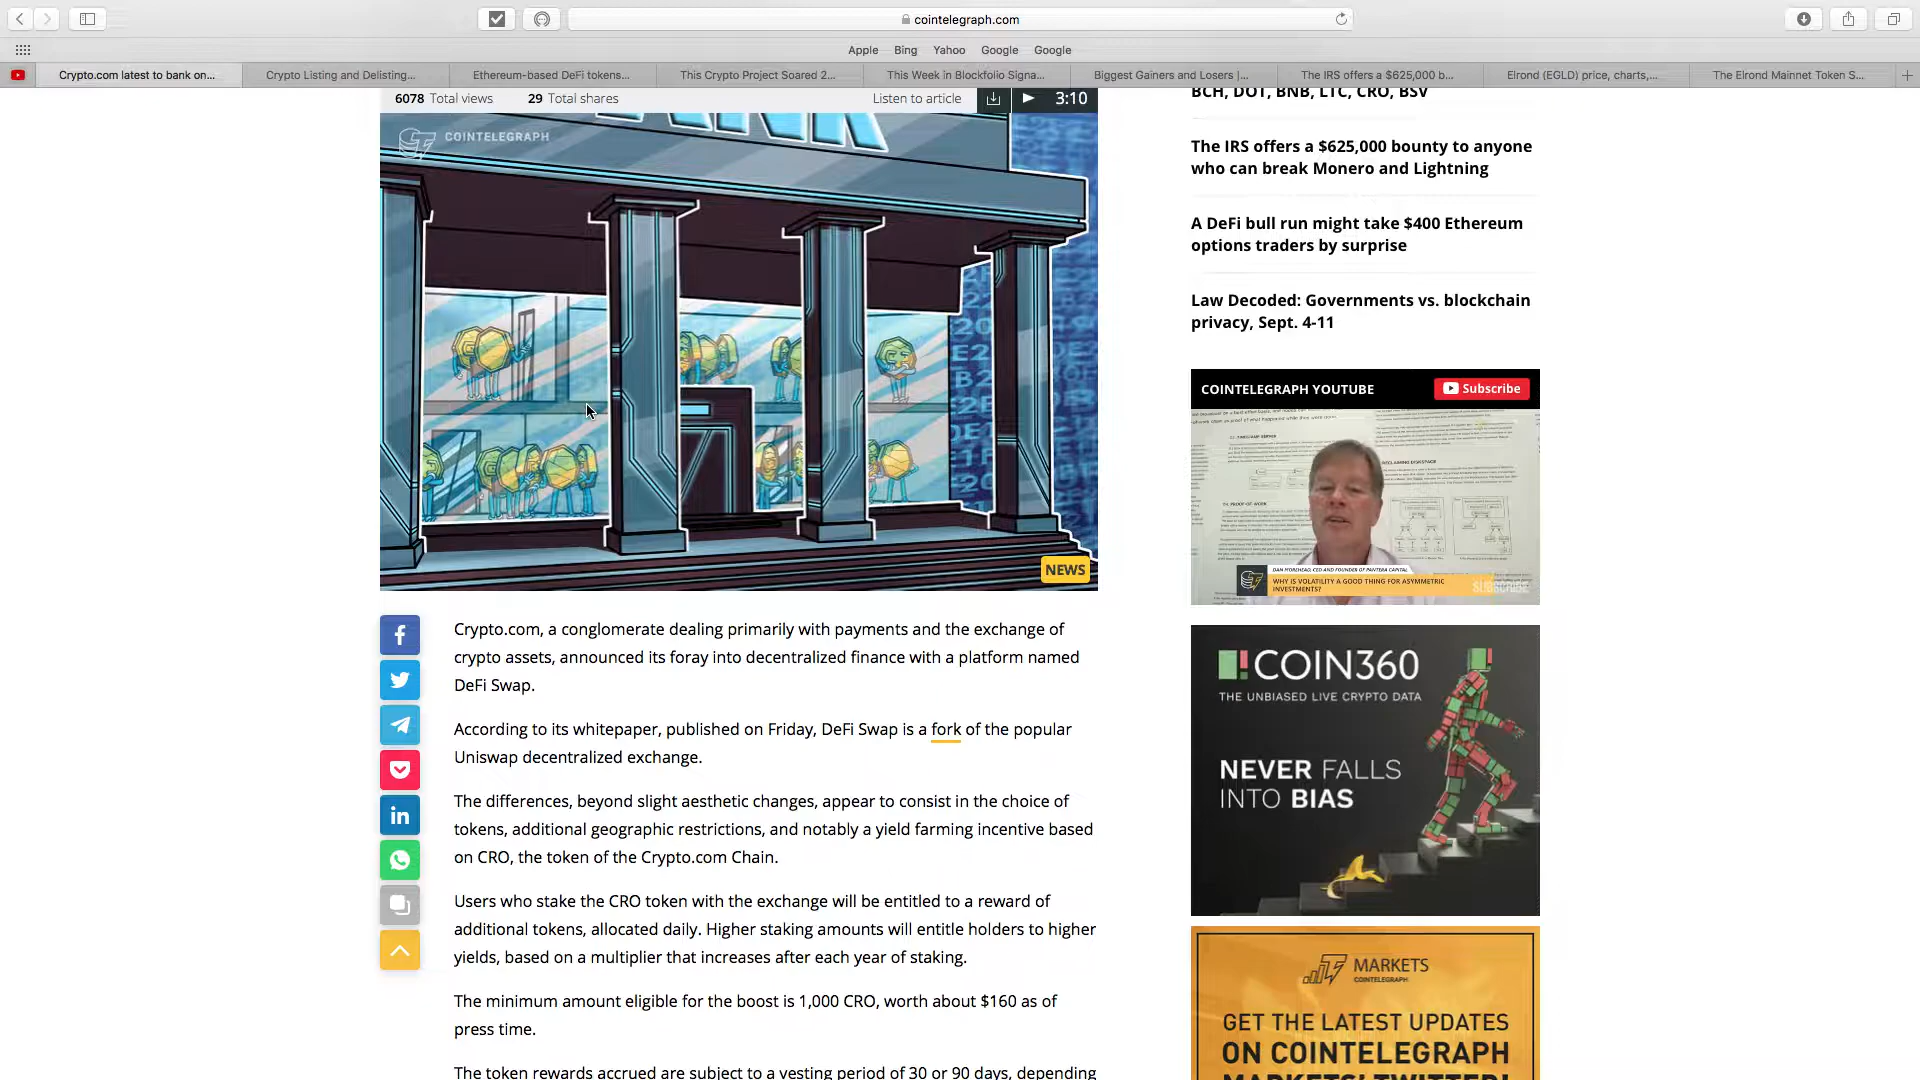 cointelegraph.com
Apple Bing Yahoo Google Google
Crypto.com latest to bank on... Crypto Listing and Delisting... Ethereum-based DeFi tokens... This Crypto Project Soared 2... This Week in Blockfolio Signa... Biggest Gainers and Losers |... The IRS offers a $625,000 b... Elrond (EGLD) price, charts,... The Elrond Mainnet Token S...
6078 Total views 29 Total shares Listen to article 3:10
COINTELEGRAPH
NEWS
Crypto.com, a conglomerate dealing primarily with payments and the exchange of
crypto assets, announced its foray into decentralized finance with a platform named
DeFi Swap.
According to its whitepaper, published on Friday, DeFi Swap is a fork of the popular
Uniswap decentralized exchange.
The differences, beyond slight aesthetic changes, appear to consist in the choice of
tokens, additional geographic restrictions, and notably a yield farming incentive based
on CRO, the token of the Crypto.com Chain.
Users who stake the CRO token with the exchange will be entitled to a reward of
additional tokens, allocated daily. Higher staking amounts will entitle holders to higher
yields, based on a multiplier that increases after each year of staking.
The minimum amount eligible for the boost is 1,000 CRO, worth about $160 as of
press time.
The token rewards accrued are subject to a vesting period of 30 or 90 days, depending
BCH, DOT, BNB, LTC, CRO, BSV
The IRS offers a $625,000 bounty to anyone
who can break Monero and Lightning
A DeFi bull run might take $400 Ethereum
options traders by surprise
Law Decoded: Governments vs. blockchain
privacy, Sept. 4-11
COINTELEGRAPH YOUTUBE Subscribe
DAN MOREHEAD, CEO AND FOUNDER OF PANTERA CAPITAL
WHY IS VOLATILITY A GOOD THING FOR ASYMMETRIC
INVESTMENTS?
SUBSCRIBE
COIN360
THE UNBIASED LIVE CRYPTO DATA
NEVER FALLS
INTO BIAS
MARKETS
COINTELEGRAPH
GET THE LATEST UPDATES
ON COINTELEGRAPH
MARKETS' TWITTER!